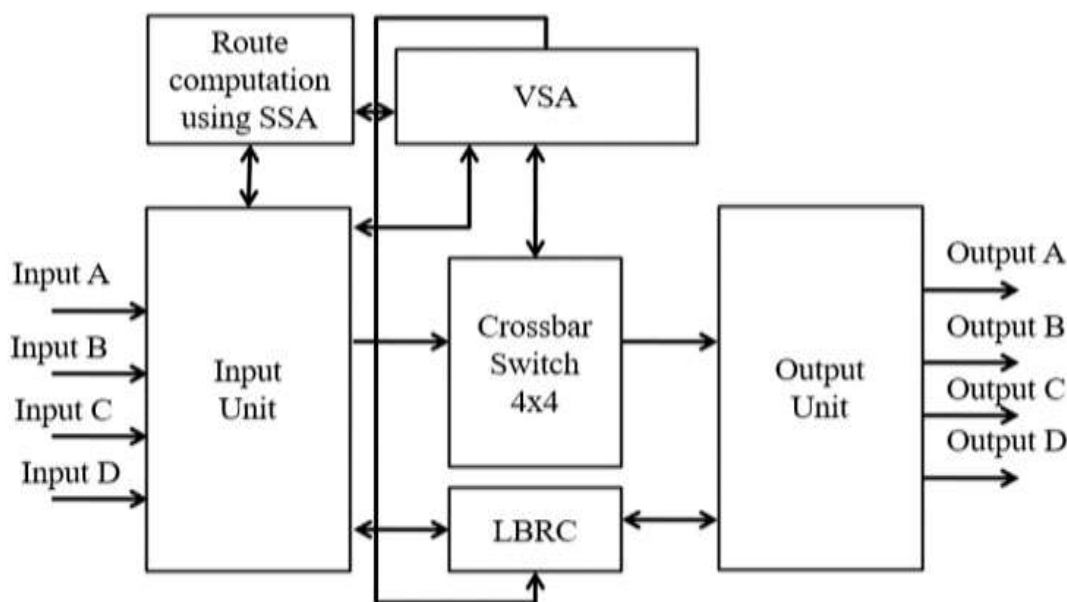 Route
computation
using SSA
VSA
Input A
Input B
Input C
Input D
Input
Unit
Crossbar
Switch
4x4
LBRC
Output
Unit
Output A
Output B
Output C
Output D